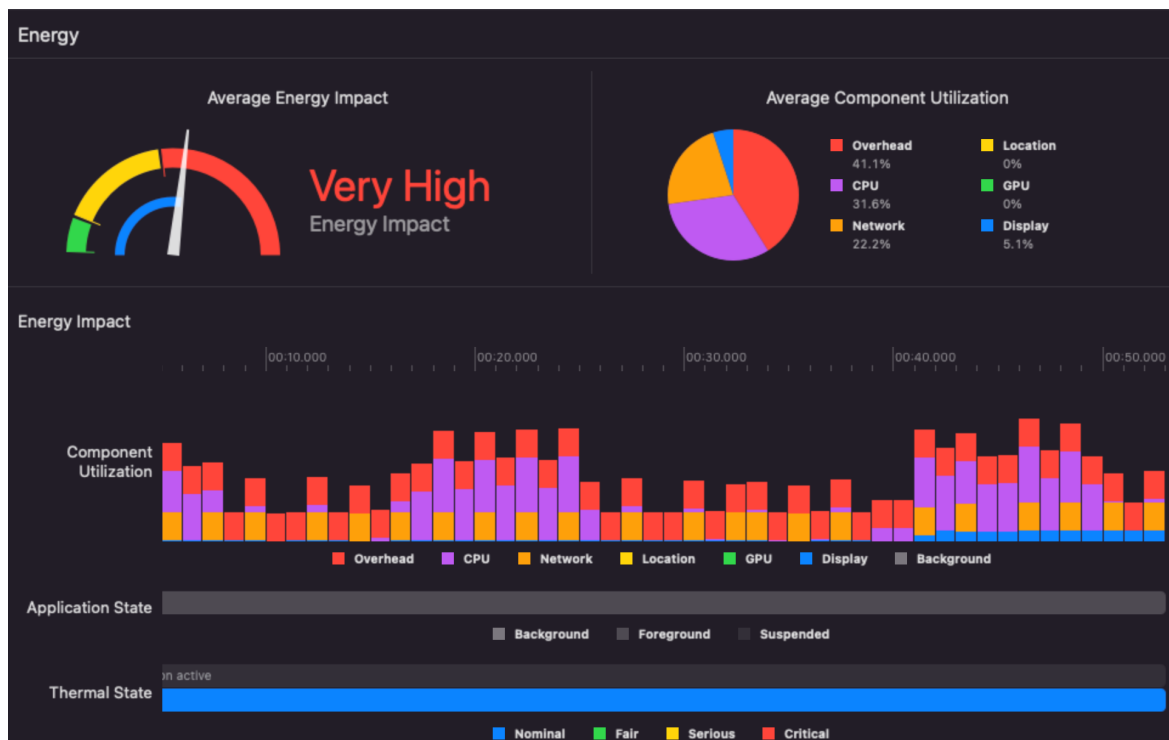 Energy
Average Energy Impact
Very High
Energy Impact
Average Component Utilization
Overhead
41.1%
Location
0%
CPU
31.6%
GPU
0%
Network
22.2%
Display
5.1%
Energy Impact
00:10.000 00:20.000 00:30.000 00:40.000 00:50.000
Component
Utilization
Overhead CPU Network Location GPU Display Background
Application State
Background Foreground Suspended
on active
Thermal State
Nominal Fair Serious Critical